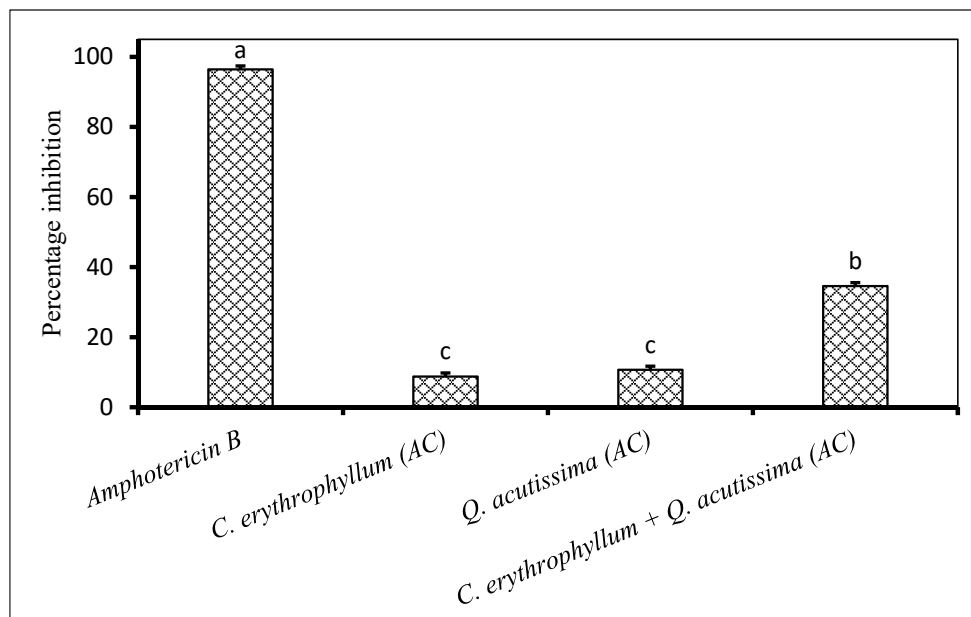 Percentage inhibition
100
80
60
40
20
0
a
c
c
b
Amphotericin B
C. erythrophyllum (AC)
Q. acutissima (AC)
C. erythrophyllum + Q. acutissima (AC)